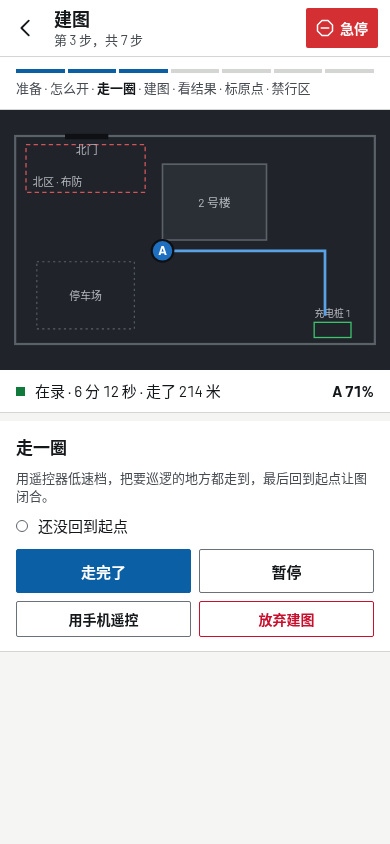 建图
第 3 步，共 7 步
急停
准备 · 怎么开 · 走一圈 · 建图 · 看结果 · 标原点 · 禁行区
北门
北区 · 布防
2 号楼
A
停车场
充电桩 1
在录 · 6 分 12 秒 · 走了 214 米
A 71%
走一圈
用遥控器低速档，把要巡逻的地方都走到，最后回到起点让图
闭合。
还没回到起点
走完了
暂停
用手机遥控
放弃建图